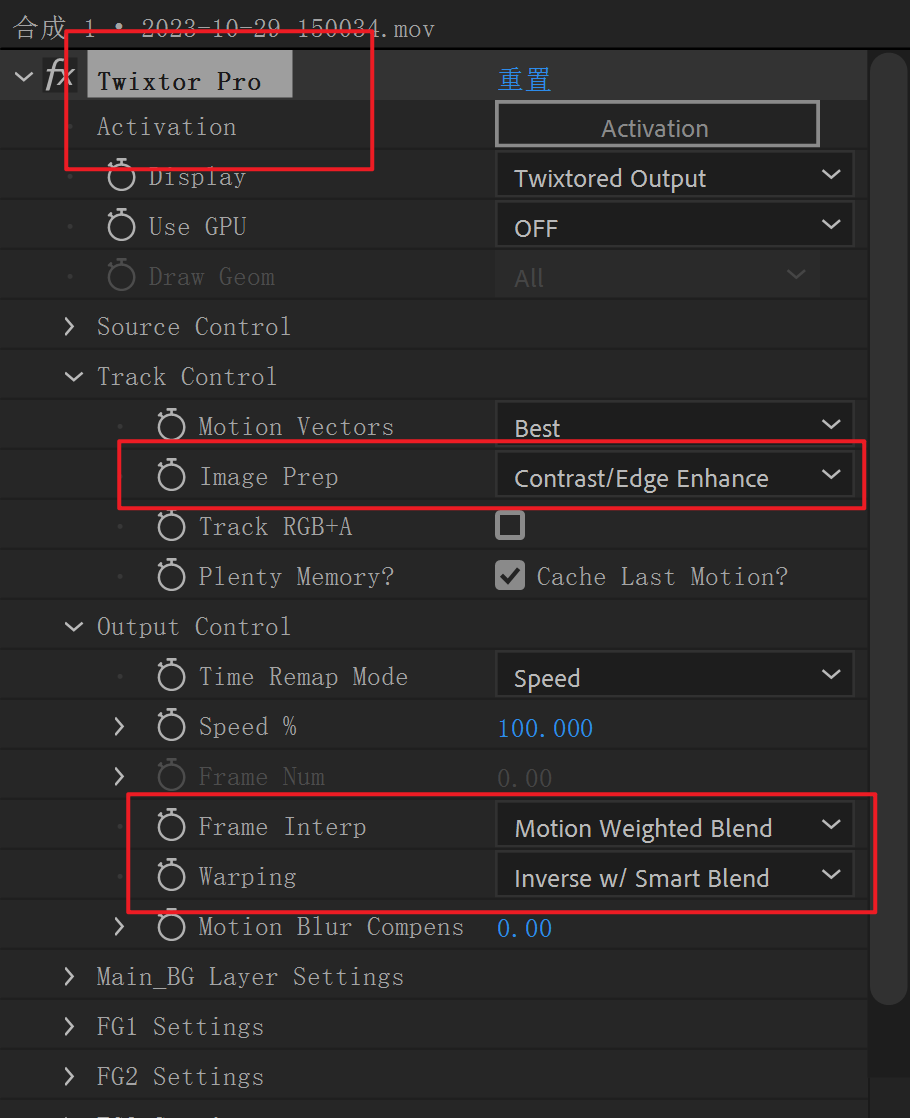 合成 1 • 2023-10-29 150034.mov
fx Twixtor Pro 重置
Activation Activation
Display Twixtored Output
Use GPU OFF
Draw Geom All
Source Control
Track Control
Motion Vectors Best
Image Prep Contrast/Edge Enhance
Track RGB+A
Plenty Memory? Cache Last Motion?
Output Control
Time Remap Mode Speed
Speed % 100.000
Frame Num 0.00
Frame Interp Motion Weighted Blend
Warping Inverse w/ Smart Blend
Motion Blur Compens 0.00
Main_BG Layer Settings
FG1 Settings
FG2 Settings